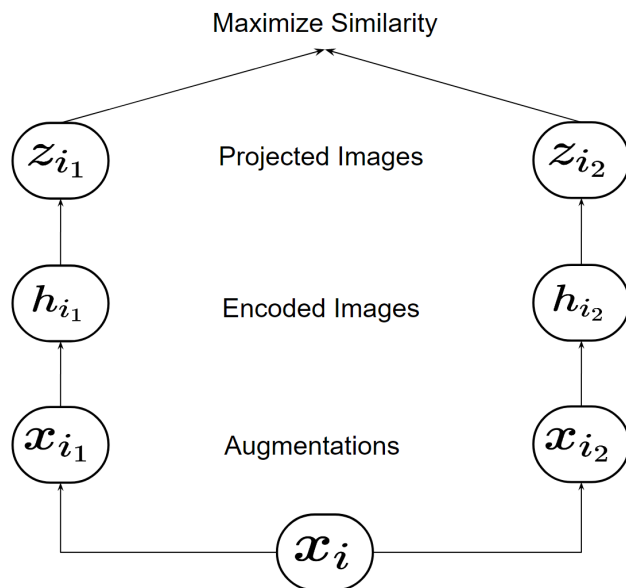 Maximize Similarity
z_{i_1} Projected Images z_{i_2}
h_{i_1} Encoded Images h_{i_2}
x_{i_1} Augmentations x_{i_2}
x_i